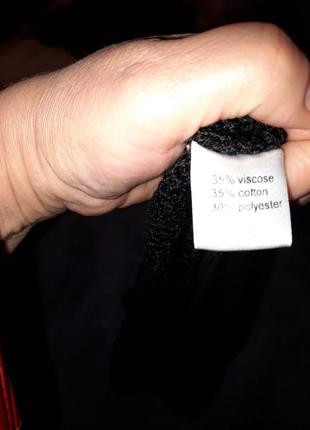 35% viscose
35% cotton
30% polyester